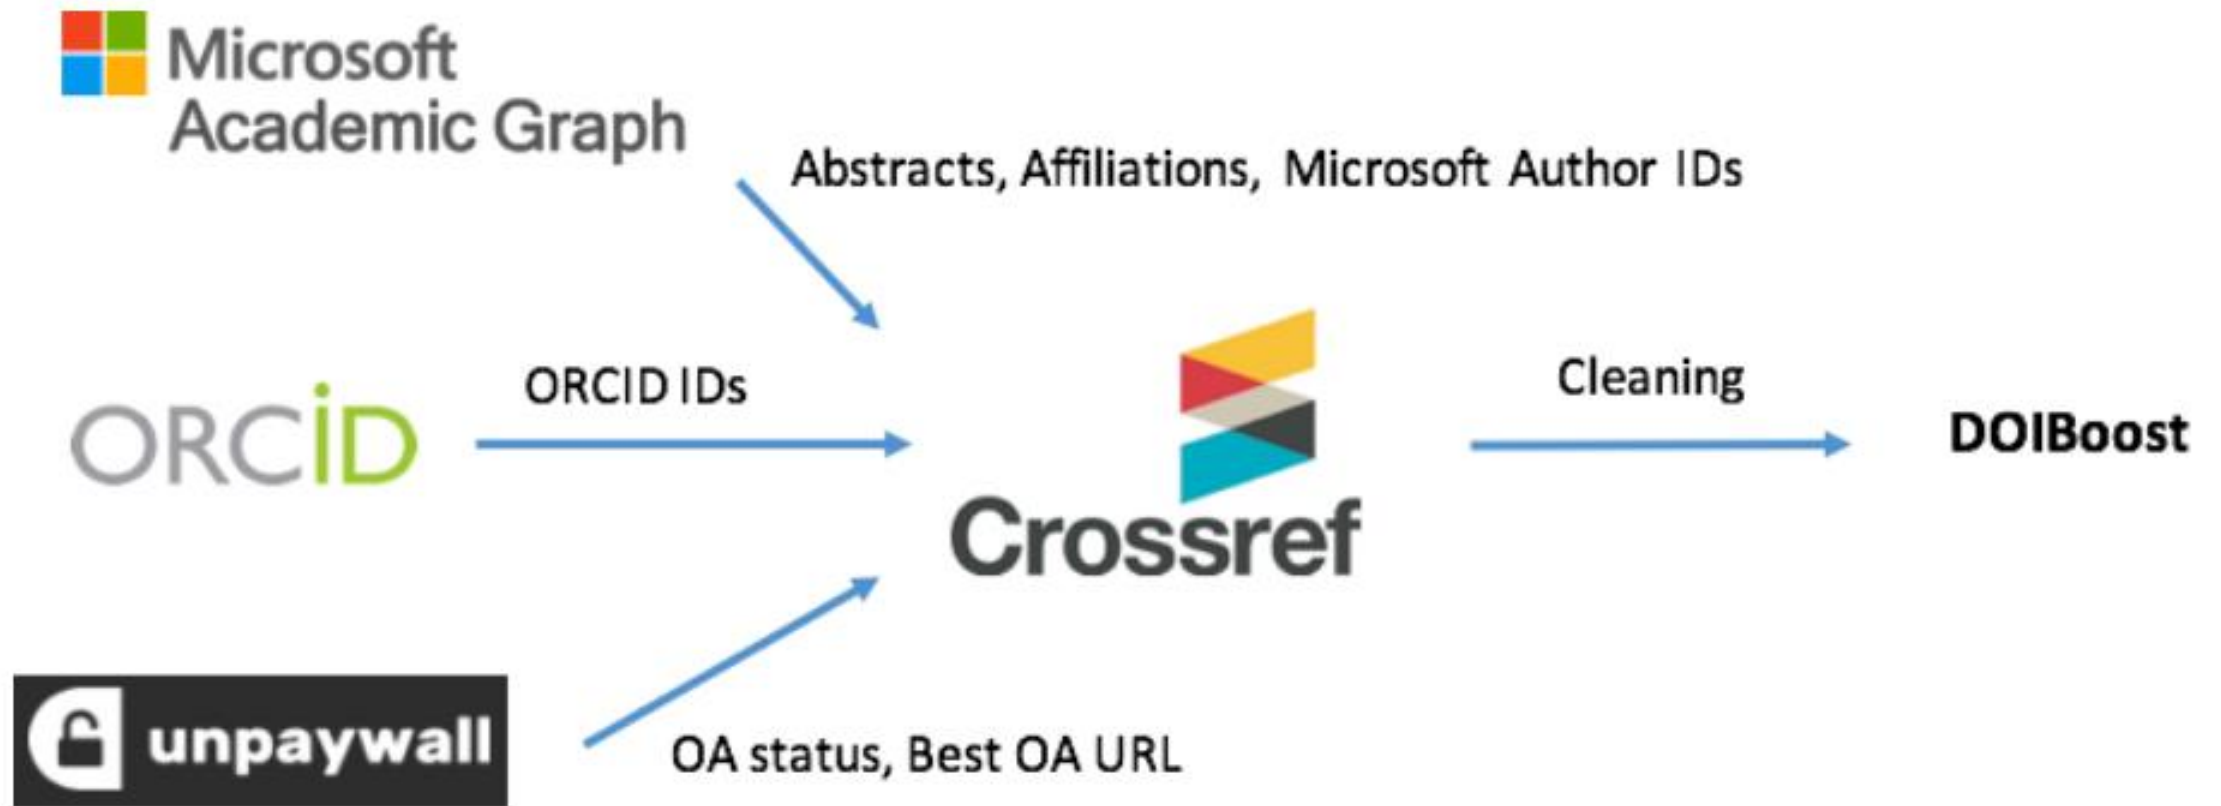 Microsoft
Academic Graph
Abstracts, Affiliations, Microsoft Author IDs
ORCID
ORCID IDs
Crossref
Cleaning
DOIBoost
unpaywall
OA status, Best OA URL